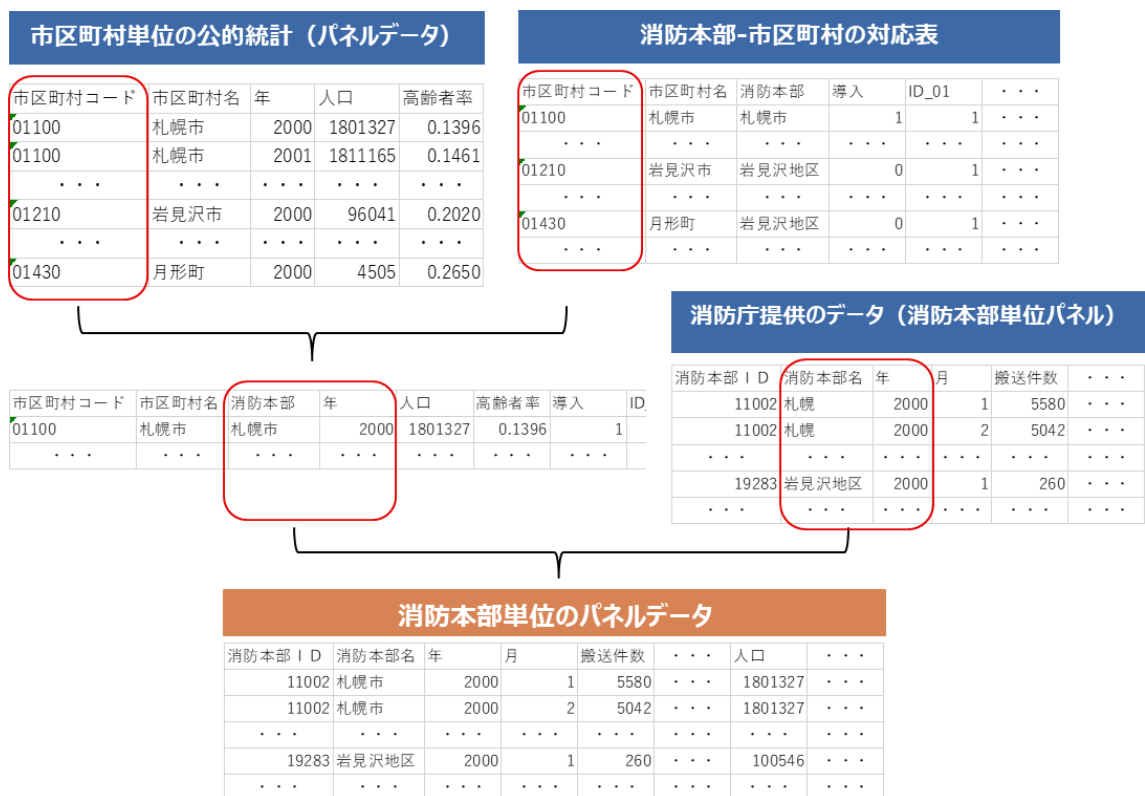 市区町村単位の公的統計（パネルデータ）
市区町村コード 市区町村名 年 人口 高齢者率
01100 札幌市 2000 1801327 0.1396
01100 札幌市 2001 1811165 0.1461
・・・ ・・・ ・・・ ・・・ ・・・
01210 岩見沢市 2000 96041 0.2020
・・・ ・・・ ・・・ ・・・ ・・・
01430 月形町 2000 4505 0.2650
消防本部-市区町村の対応表
市区町村コード 市区町村名 消防本部 導入 ID_01 ・・・
01100 札幌市 札幌市 1 1 ・・・
・・・ ・・・ ・・・ ・・・ ・・・ ・・・
01210 岩見沢市 岩見沢地区 0 1 ・・・
・・・ ・・・ ・・・ ・・・ ・・・ ・・・
01430 月形町 岩見沢地区 0 1 ・・・
・・・ ・・・ ・・・ ・・・ ・・・ ・・・
市区町村コード 市区町村名 消防本部 年 人口 高齢者率 導入 ID_
01100 札幌市 札幌市 2000 1801327 0.1396 1
・・・ ・・・ ・・・ ・・・ ・・・ ・・・ ・・・
消防庁提供のデータ（消防本部単位パネル）
消防本部ＩＤ 消防本部名 年 月 搬送件数 ・・・
11002 札幌 2000 1 5580 ・・・
11002 札幌 2000 2 5042 ・・・
・・・ ・・・ ・・・ ・・・ ・・・ ・・・
19283 岩見沢地区 2000 1 260 ・・・
・・・ ・・・ ・・・ ・・・ ・・・ ・・・
消防本部単位のパネルデータ
消防本部ＩＤ 消防本部名 年 月 搬送件数 ・・・ 人口 ・・・
11002 札幌市 2000 1 5580 ・・・ 1801327 ・・・
11002 札幌市 2000 2 5042 ・・・ 1801327 ・・・
・・・ ・・・ ・・・ ・・・ ・・・ ・・・ ・・・ ・・・
19283 岩見沢地区 2000 1 260 ・・・ 100546 ・・・
・・・ ・・・ ・・・ ・・・ ・・・ ・・・ ・・・ ・・・